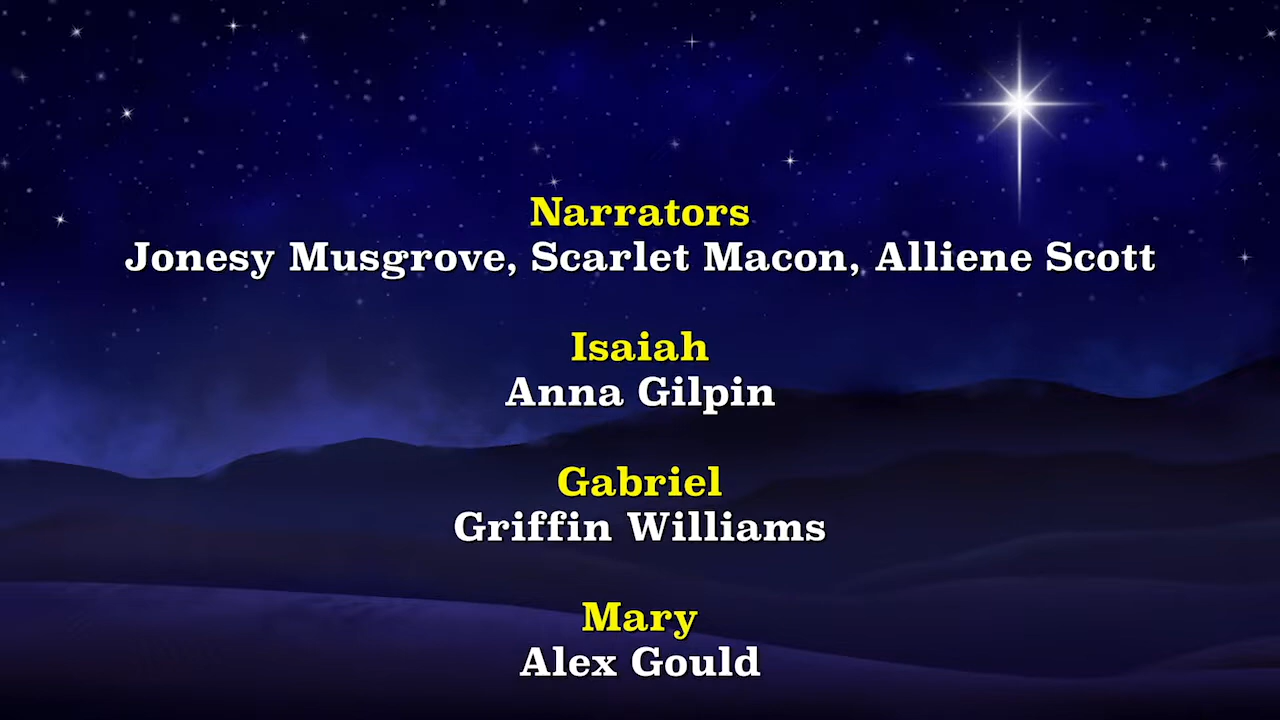 Narrators
Jonesy Musgrove, Scarlet Macon, Alliene Scott
Isaiah
Anna Gilpin
Gabriel
Griffin Williams
Mary
Alex Gould